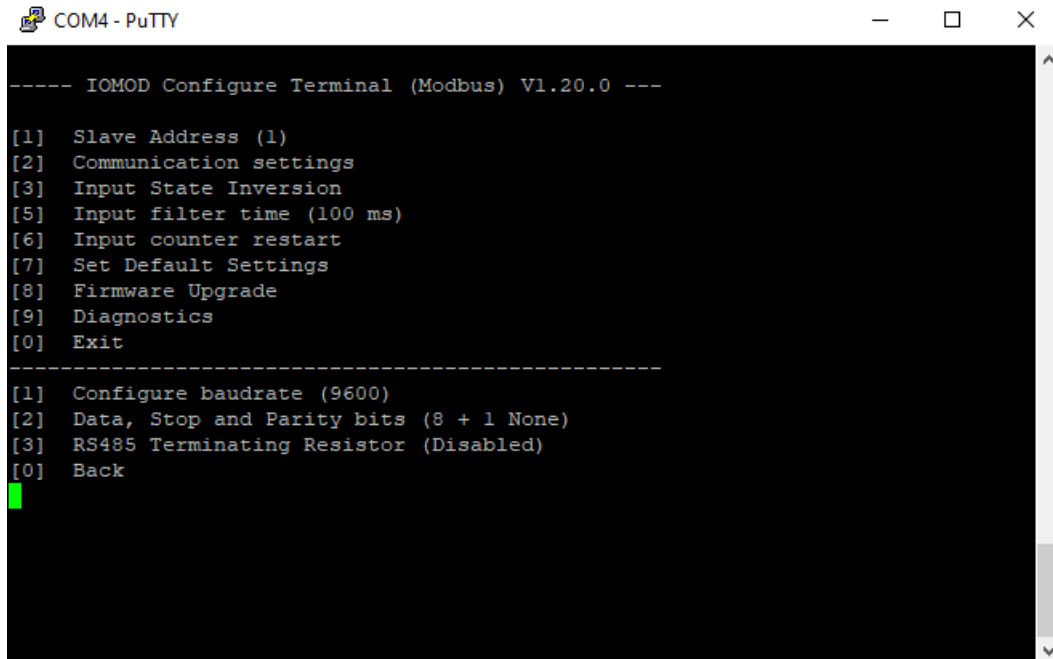 COM4 - PuTTY
----- IOMOD Configure Terminal (Modbus) V1.20.0 ---
[1]  Slave Address (1)
[2]  Communication settings
[3]  Input State Inversion
[5]  Input filter time (100 ms)
[6]  Input counter restart
[7]  Set Default Settings
[8]  Firmware Upgrade
[9]  Diagnostics
[0]  Exit
---------------------------------------------------
[1]  Configure baudrate (9600)
[2]  Data, Stop and Parity bits (8 + 1 None)
[3]  RS485 Terminating Resistor (Disabled)
[0]  Back